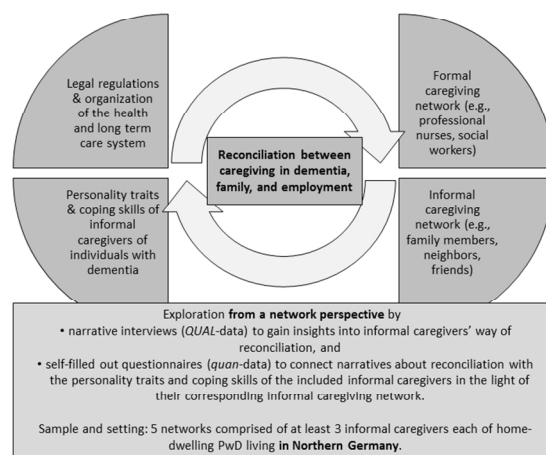 Legal regulations
& organization
of the health
and long term
care system
Formal
caregiving
network (e.g.,
professional
nurses, social
workers)
Reconciliation between
caregiving in dementia,
family, and employment
Personality traits
& coping skills of
informal
caregivers of
individuals with
dementia
Informal
caregiving
network (e.g.,
family members,
neighbors,
friends)
Exploration from a network perspective by
• narrative interviews (QUAL-data) to gain insights into informal caregivers' way of
reconciliation, and
• self-filled out questionnaires (quan-data) to connect narratives about reconciliation with
the personality traits and coping skills of the included informal caregivers in the light of
their corresponding informal caregiving network.
Sample and setting: 5 networks comprised of at least 3 informal caregivers each of home-
dwelling PwD living in Northern Germany.